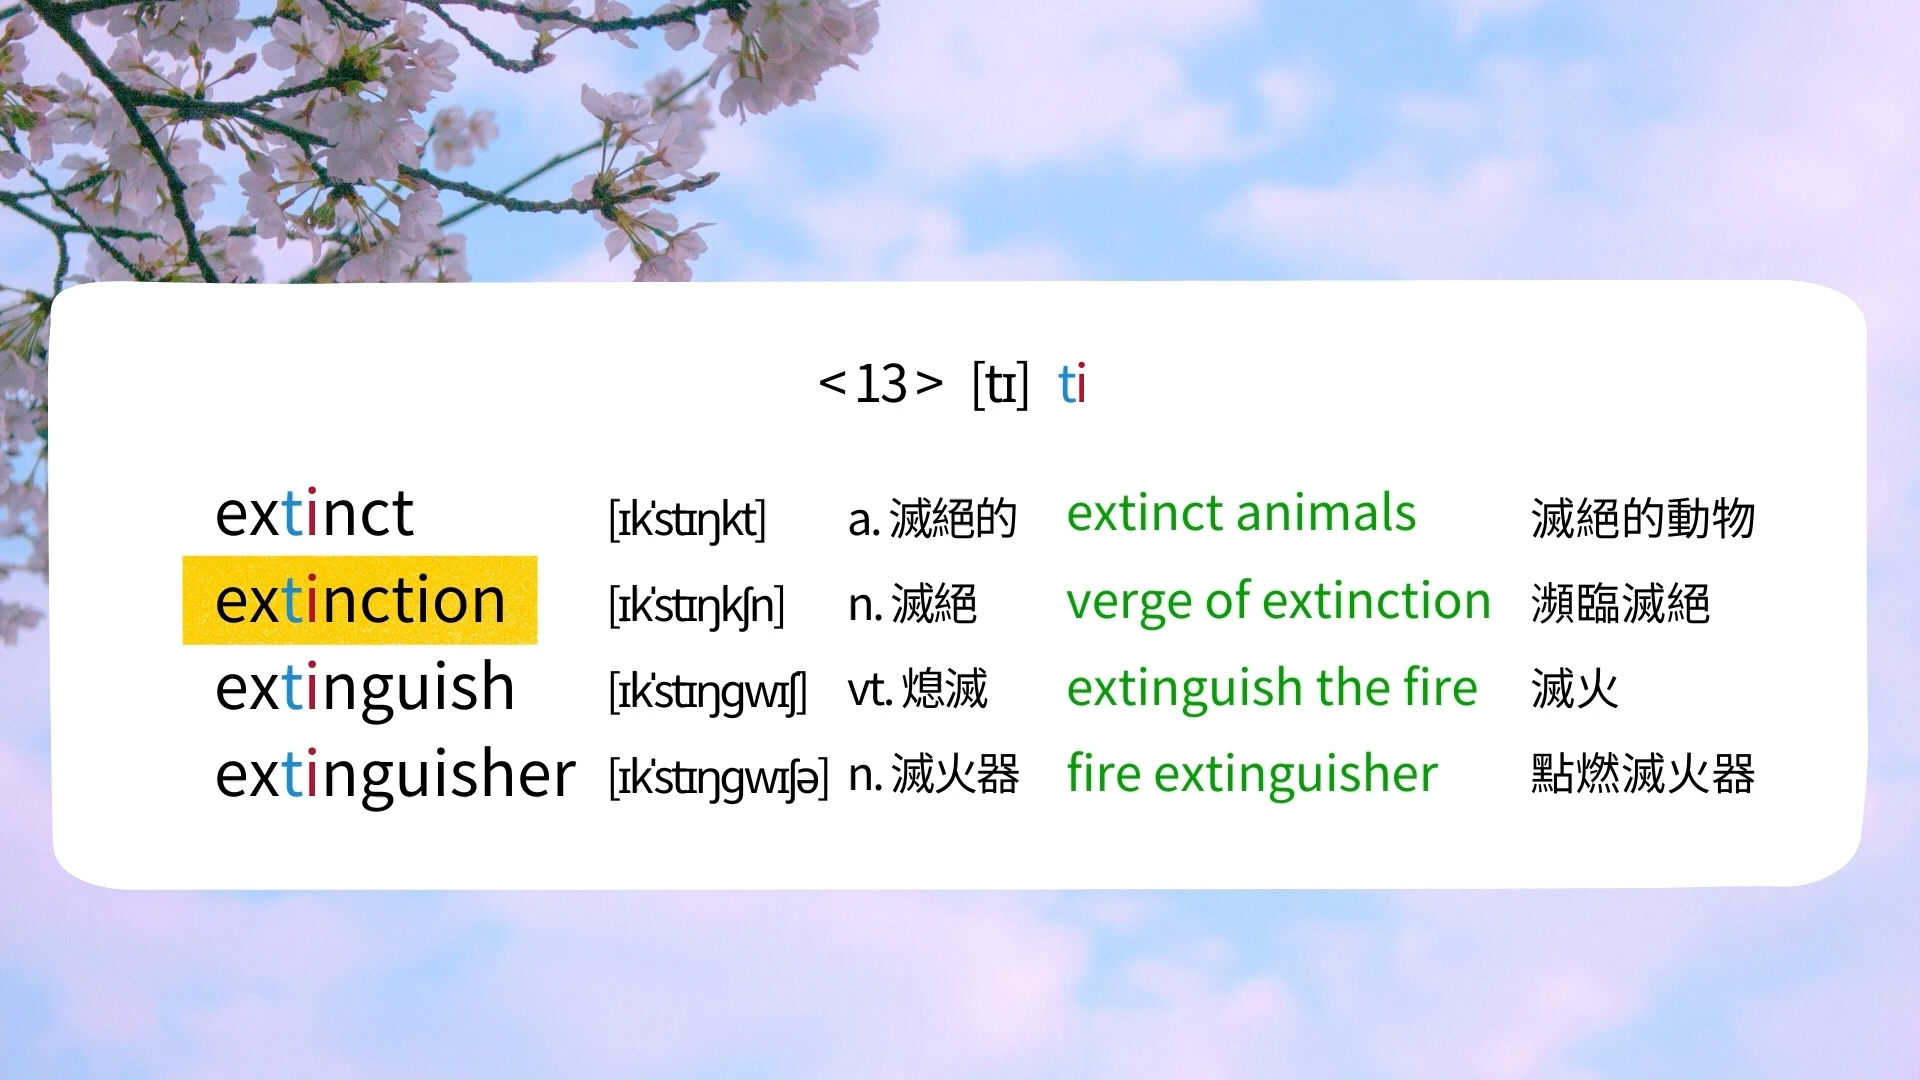 <13> [tɪ] ti
extinct [ɪk'stɪŋkt] a. 滅絕的 extinct animals 滅絕的動物
extinction [ɪk'stɪŋkʃn] n. 滅絕 verge of extinction 瀕臨滅絕
extinguish [ɪk'stɪŋgwɪʃ] vt. 熄滅 extinguish the fire 滅火
extinguisher [ɪk'stɪŋgwɪʃə] n. 滅火器 fire extinguisher 點燃滅火器